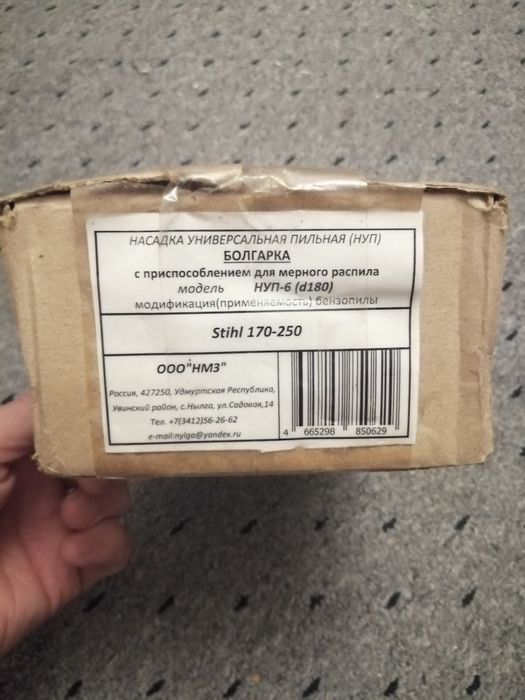 НАСАДКА УНИВЕРСАЛЬНАЯ ПИЛЬНАЯ (НУП)
БОЛГАРКА
с приспособлением для мерного распила
модель НУП-6 (d180)
модификация(применяемость) бензопилы
Stihl 170-250
ООО"НМЗ"
Россия, 427250, Удмуртская Республика,
Увинский район, с.Нылга, ул.Садовая,14
Тел. +7(3412)56-26-62
e-mail:nylga@yandex.ru
4 665298 850629